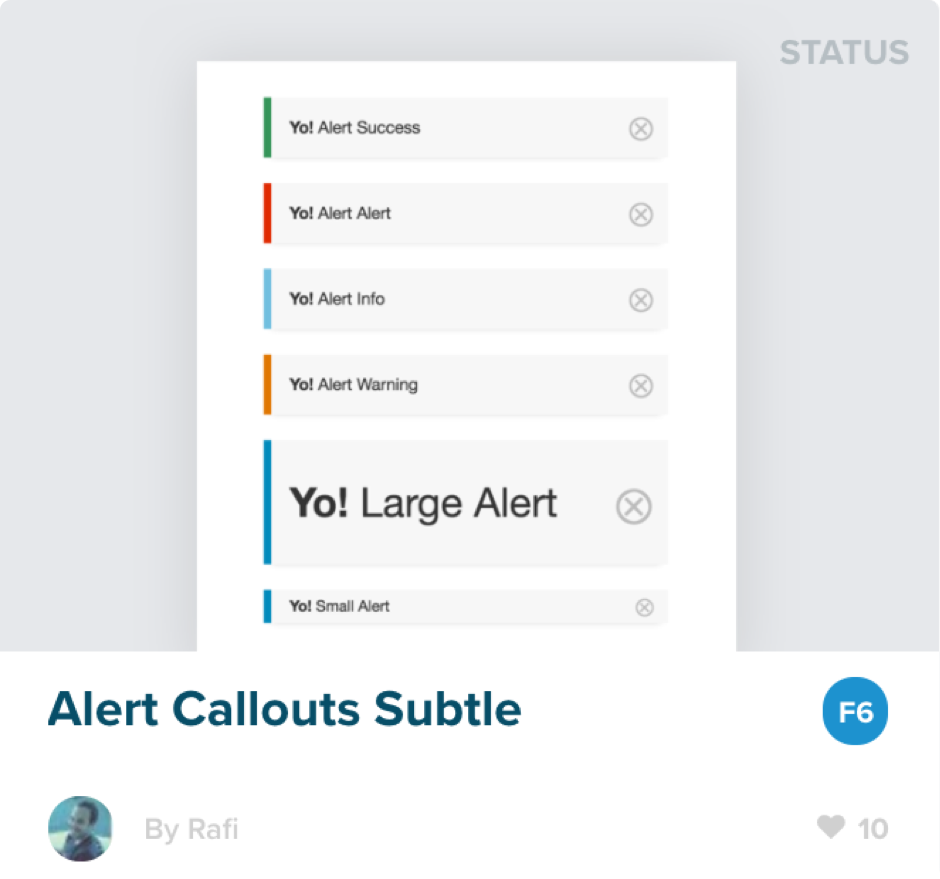 STATUS
Yo! Alert Success
Yo! Alert Alert
Yo! Alert Info
Yo! Alert Warning
Yo! Large Alert
Yo! Small Alert
Alert Callouts Subtle
F6
By Rafi
10